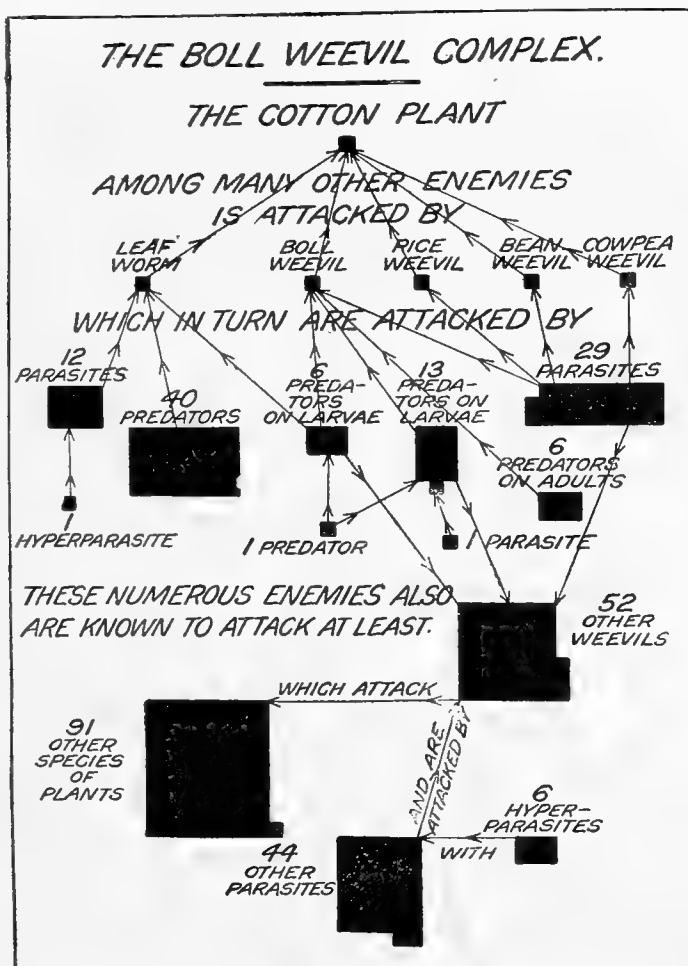 THE BOLL WEEVIL COMPLEX.
THE COTTON PLANT
AMONG MANY OTHER ENEMIES
IS ATTACKED BY
LEAF
WORM
BOLL
WEEVIL
RICE
WEEVIL
BEAN
WEEVIL
COWPEA
WEEVIL
WHICH IN TURN ARE ATTACKED BY
12
PARASITES
40
PREDATORS
6
PREDA-
TORS
ON LARVAE
13
PREDA-
TORS ON
LARVAE
29
PARASITES
6
PREDATORS
ON ADULTS
1
HYPERPARASITE
1 PREDATOR
1 PARASITE
THESE NUMEROUS ENEMIES ALSO
ARE KNOWN TO ATTACK AT LEAST.
52
OTHER
WEEVILS
WHICH ATTACK
91
OTHER
SPECIES
OF
PLANTS
AND ARE
ATTACKED BY
6
HYPER-
PARASITES
WITH
44
OTHER
PARASITES